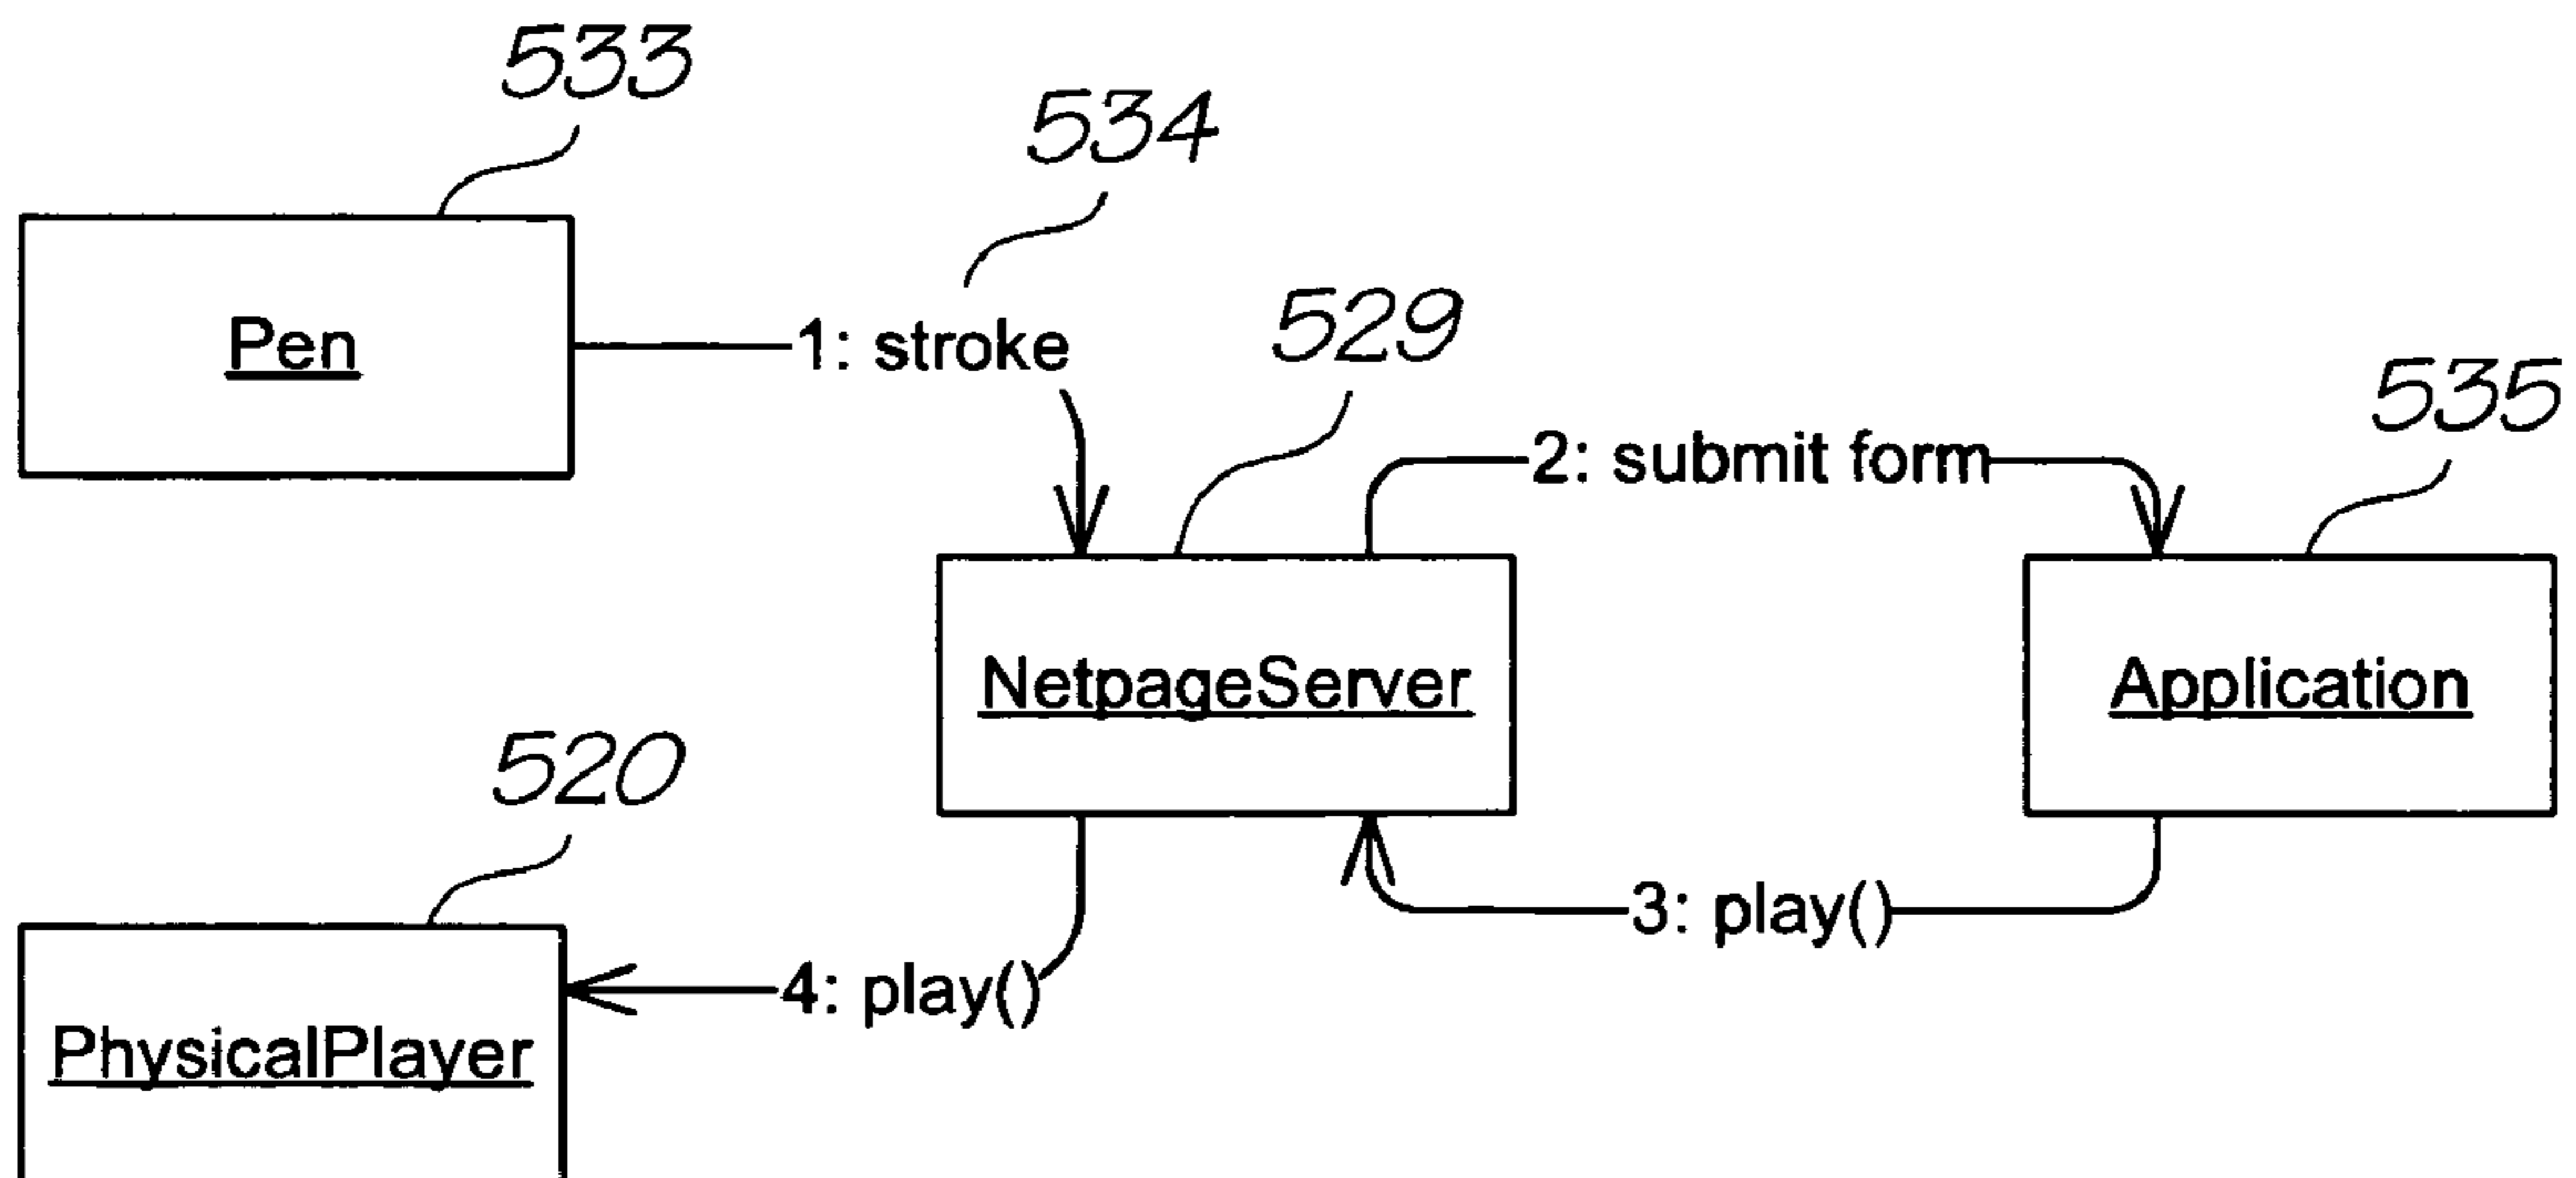 533
534
Pen
1: stroke
529
535
2: submit form
NetpageServer
Application
520
3: play()
4: play()
PhysicalPlayer